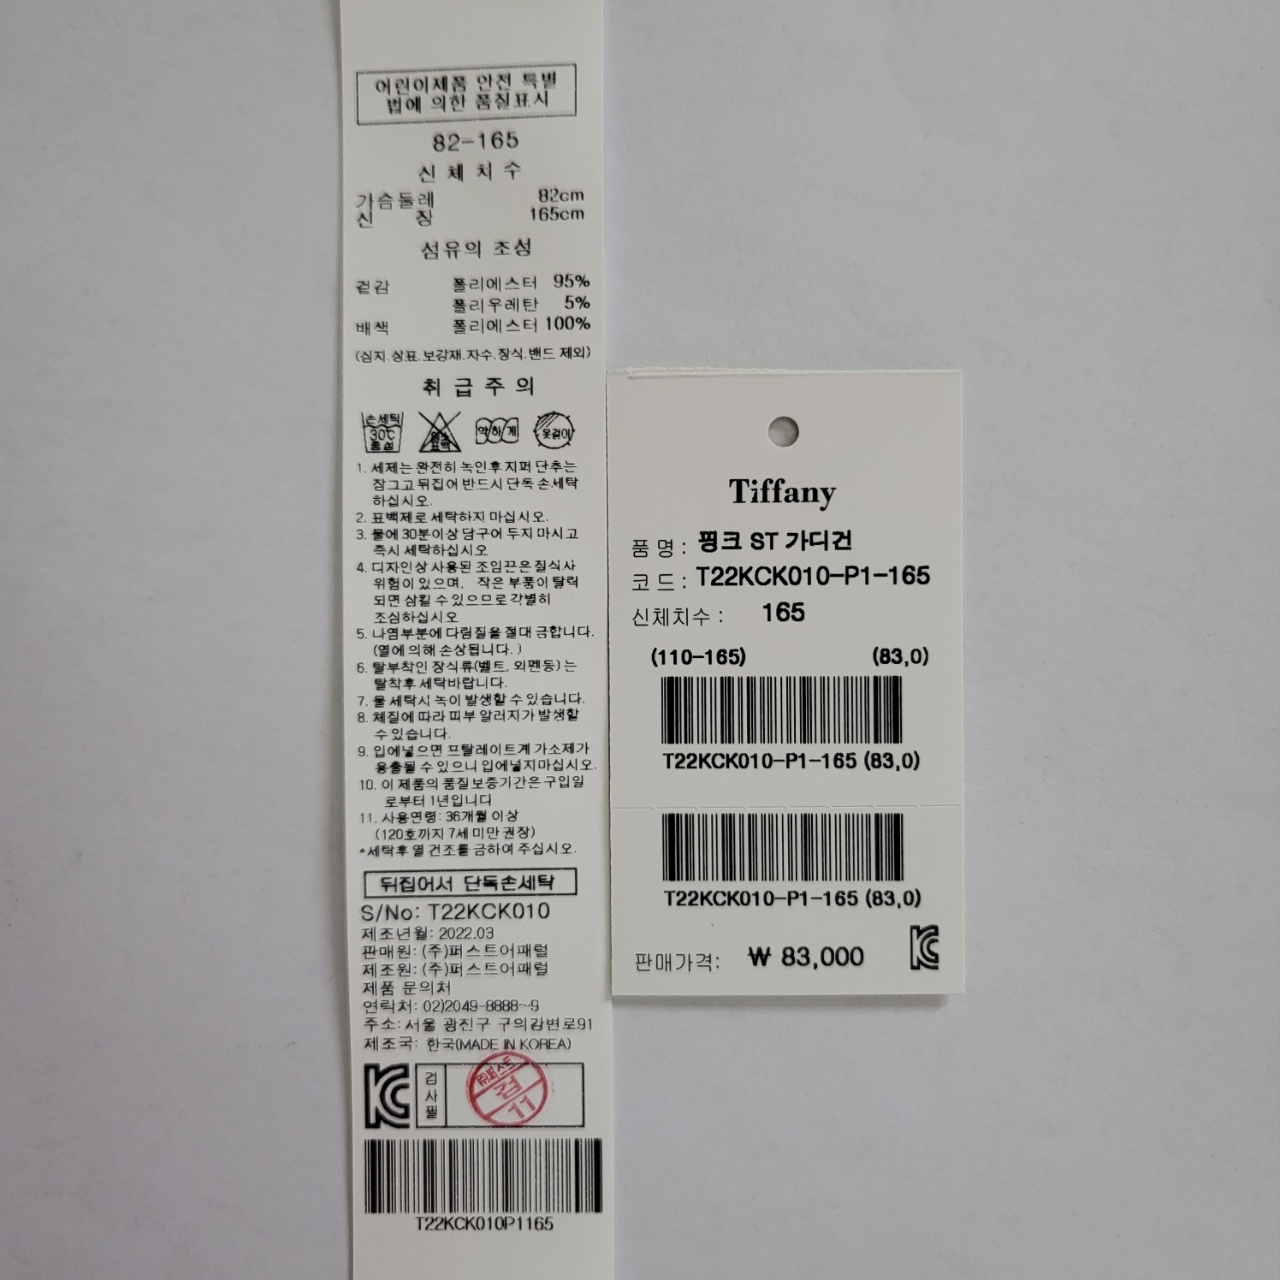 어린이제품 안전 특별
법에 의한 품질표시
82-165
신 체 치 수
가슴둘레 82cm
신 장 165cm
섬유의 조성
겉감 폴리에스터 95%
폴리우레탄 5%
배색 폴리에스터 100%
(심지.상표.보강재.자수.장식.밴드 제외)
취 급 주 의
손세탁
30℃
중성
염소
표백
약하게
옷걸이
1. 세제는 완전히 녹인후 지퍼 단추는
잠그고 뒤집어 반드시 단독 손세탁
하십시오.
2. 표백제로 세탁하지 마십시오.
3. 물에 30분이상 담구어 두지 마시고
즉시 세탁하십시오
4. 디자인상 사용된 조임끈은 질식사
위험이 있으며, 작은 부품이 탈락
되면 삼킬 수 있으므로 각별히
조심하십시오
5. 나염부분에 다림질을 절대 금합니다.
(열에 의해 손상됩니다.)
6. 탈부착인 장식류(벨트, 외펜등) 는
탈착후 세탁바랍니다.
7. 물 세탁시 녹이 발생할 수 있습니다.
8. 체질에 따라 피부 알러지가 발생할
수 있습니다.
9. 입에넣으면 프탈레이트계 가소제가
용출될 수 있으니 입에넣지마십시오.
10. 이 제품의 품질보증기간은 구입일
로부터 1년입니다
11. 사용연령: 36개월 이상
(120호까지 7세 미만 권장)
*세탁후 열 건조를 금하여 주십시오.
뒤집어서 단독손세탁
S/No: T22KCK010
제조년월: 2022.03
판매원: (주)퍼스트어패럴
제조원: (주)퍼스트어패럴
제품 문의처
연락처: 02)2049-8888~9
주소: 서울 광진구 구의강변로91
제조국: 한국(MADE IN KOREA)
KC
검사필
㈜퍼스트
검
11
T22KCK010P1165
Tiffany
품 명 : 핑크 ST 가디건
코 드 : T22KCK010-P1-165
신체치수 : 165
(110-165) (83,0)
T22KCK010-P1-165 (83,0)
T22KCK010-P1-165 (83,0)
판매가격: ₩ 83,000
KC